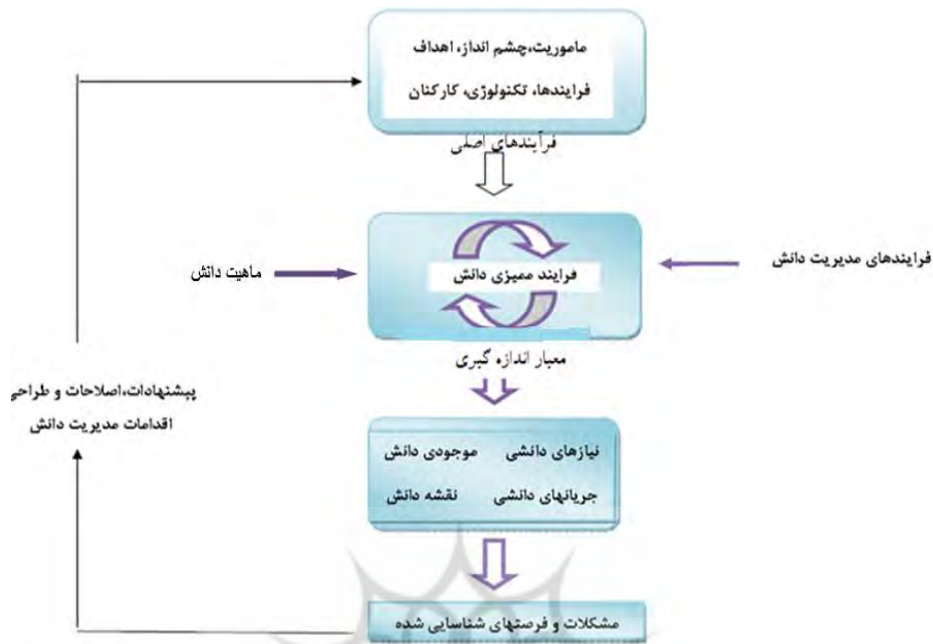 ماموریت،چشم انداز، اهداف
فرایندها، تکنولوژی، کارکنان
فرآیندهای اصلی
فرایندهای مدیریت دانش
فرایند ممیزی دانش
ماهیت دانش
معیار اندازه گیری
پیشنهادات،اصلاحات و طراحی
اقدامات مدیریت دانش
نیازهای دانشی موجودی دانش
جریانهای دانشی نقشه دانش
مشکلات و فرصتهای شناسایی شده